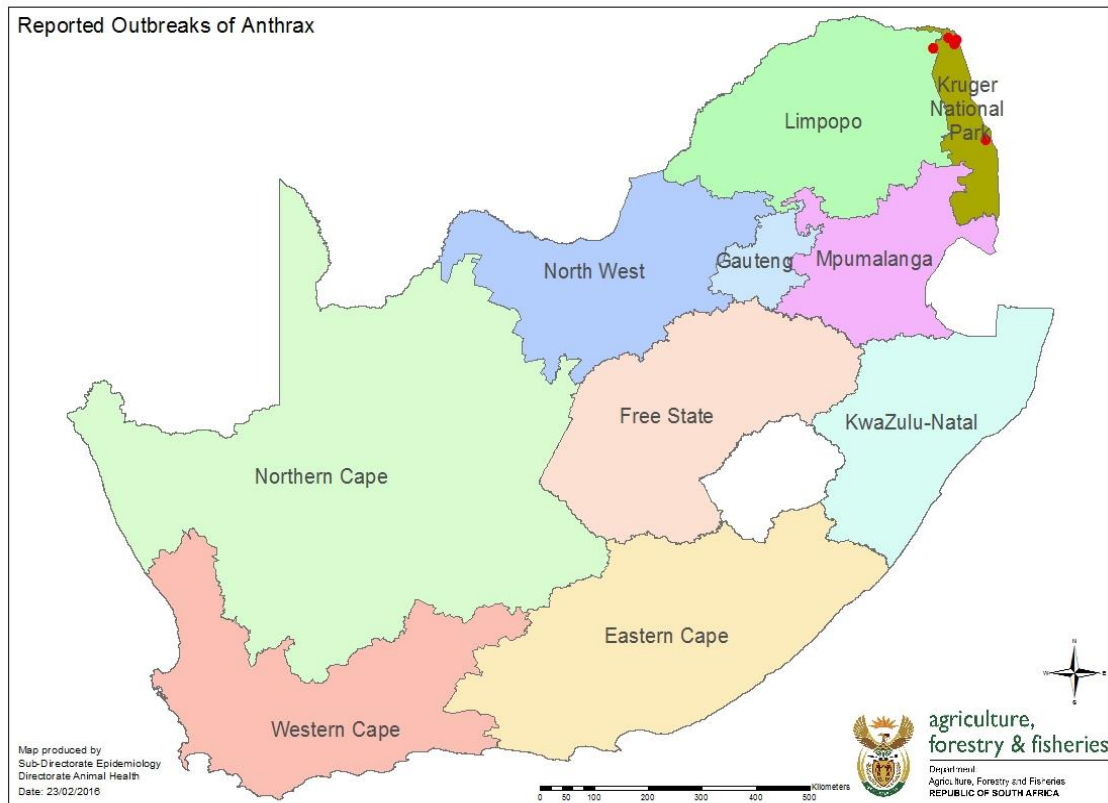 Reported Outbreaks of Anthrax
Kruger
National
Park
Limpopo
North West
Gauteng
Mpumalanga
Free State
KwaZulu-Natal
Northern Cape
Eastern Cape
Western Cape
N
W
E
S
Map produced by
Sub-Directorate Epidemiology
Directorate Animal Health
Date: 23/02/2016
Kilometers
0 50 100 200 300 400 500
agriculture,
forestry & fisheries
Department:
Agriculture, Forestry and Fisheries
REPUBLIC OF SOUTH AFRICA